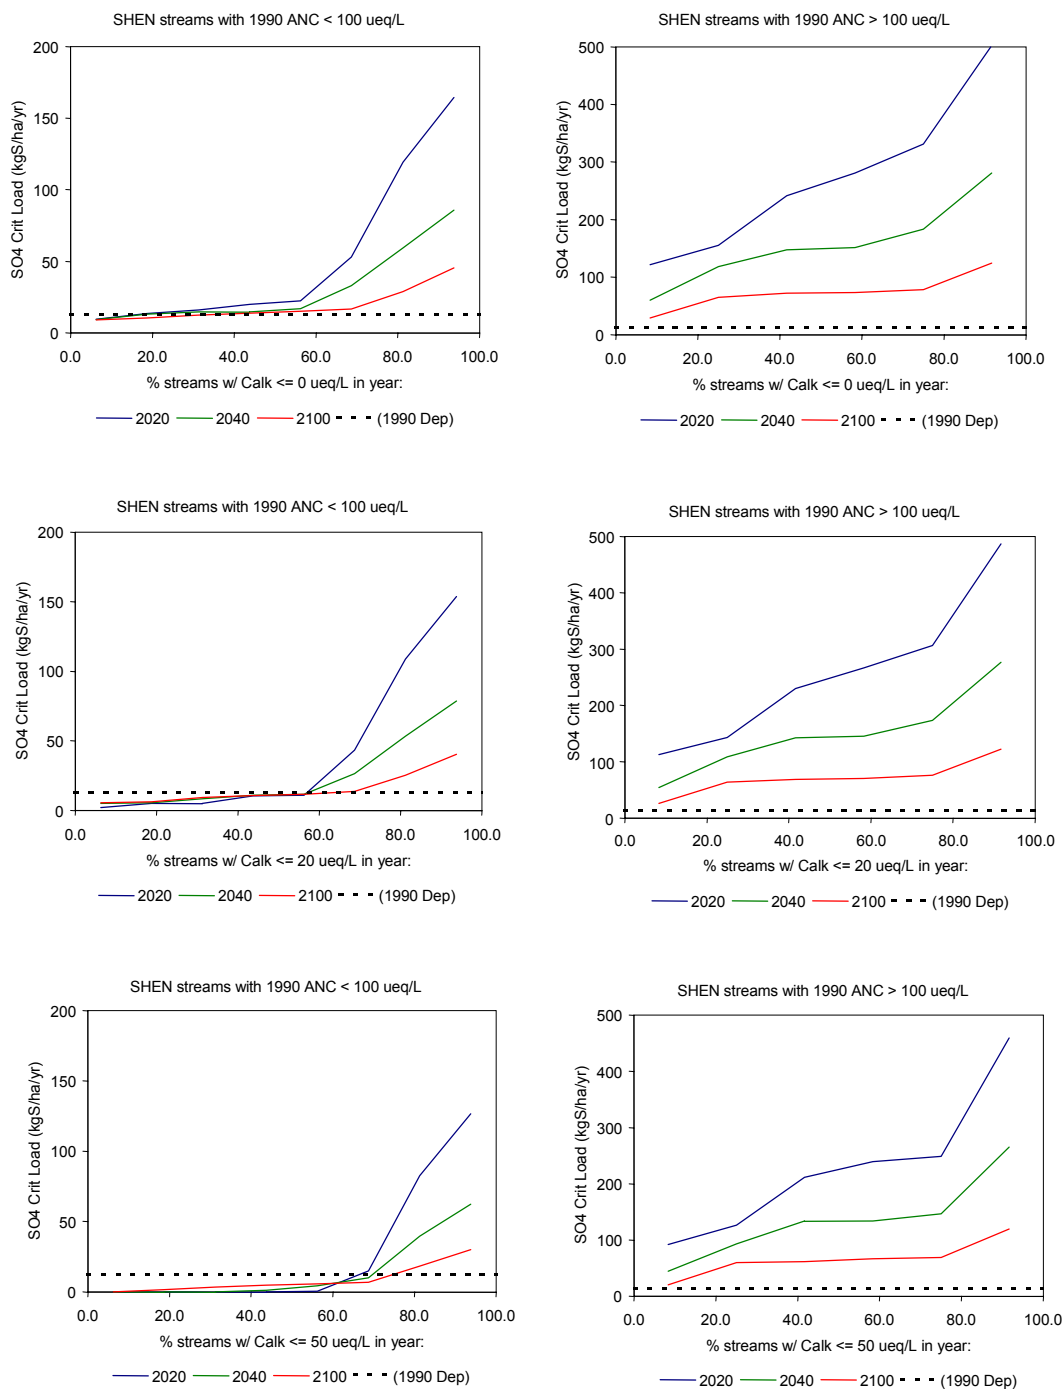 SHEN streams with 1990 ANC < 100 ueq/L
200
150
100
50
0
SO4 Crit Load (kgS/ha/yr)
0.0 20.0 40.0 60.0 80.0 100.0
% streams w/ Calk <= 0 ueq/L in year:
2020 2040 2100 (1990 Dep)
SHEN streams with 1990 ANC > 100 ueq/L
500
400
300
200
100
0
SO4 Crit Load (kgS/ha/yr)
0.0 20.0 40.0 60.0 80.0 100.0
% streams w/ Calk <= 0 ueq/L in year:
2020 2040 2100 (1990 Dep)
SHEN streams with 1990 ANC < 100 ueq/L
200
150
100
50
0
SO4 Crit Load (kgS/ha/yr)
0.0 20.0 40.0 60.0 80.0 100.0
% streams w/ Calk <= 20 ueq/L in year:
2020 2040 2100 (1990 Dep)
SHEN streams with 1990 ANC > 100 ueq/L
500
400
300
200
100
0
SO4 Crit Load (kgS/ha/yr)
0.0 20.0 40.0 60.0 80.0 100.0
% streams w/ Calk <= 20 ueq/L in year:
2020 2040 2100 (1990 Dep)
SHEN streams with 1990 ANC < 100 ueq/L
200
150
100
50
0
SO4 Crit Load (kgS/ha/yr)
0.0 20.0 40.0 60.0 80.0 100.0
% streams w/ Calk <= 50 ueq/L in year:
2020 2040 2100 (1990 Dep)
SHEN streams with 1990 ANC > 100 ueq/L
500
400
300
200
100
0
SO4 Crit Load (kgS/ha/yr)
0.0 20.0 40.0 60.0 80.0 100.0
% streams w/ Calk <= 50 ueq/L in year:
2020 2040 2100 (1990 Dep)